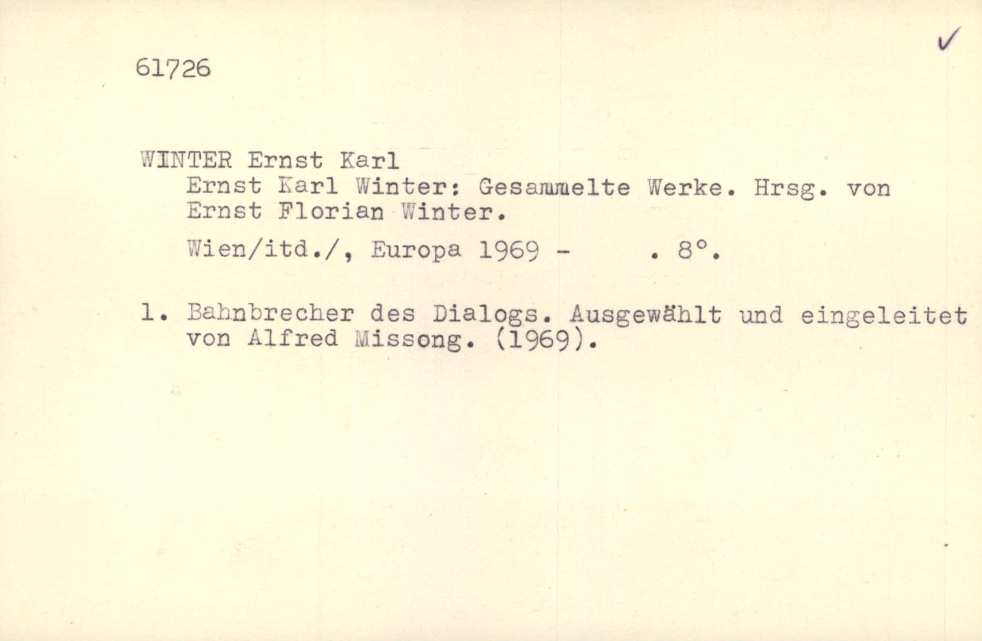 61726
WINTER Ernst Karl
Ernst Karl Winter: Gesammelte Werke. Hrsg. von
Ernst Florian Winter.
Wien/itd./, Europa 1969 -     . 8°.
1. Bahnbrecher des Dialogs. Ausgewählt und eingeleitet
von Alfred Missong. (1969).